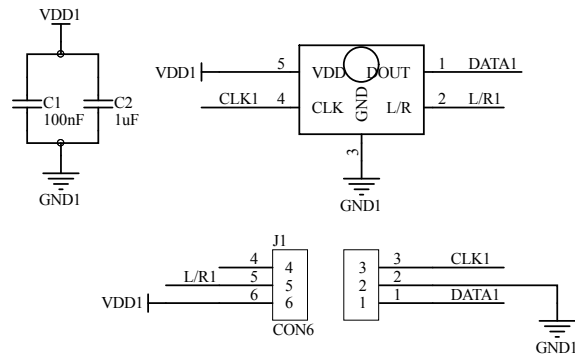 VDD1
C1
100nF
C2
1uF
GND1
VDD1
5
VDD
DOUT
1
DATA1
CLK1
4
CLK
GND
L/R
2
L/R1
3
GND1
J1
4
4
L/R1
5
5
VDD1
6
6
CON6
3
3
CLK1
2
2
1
1
DATA1
GND1